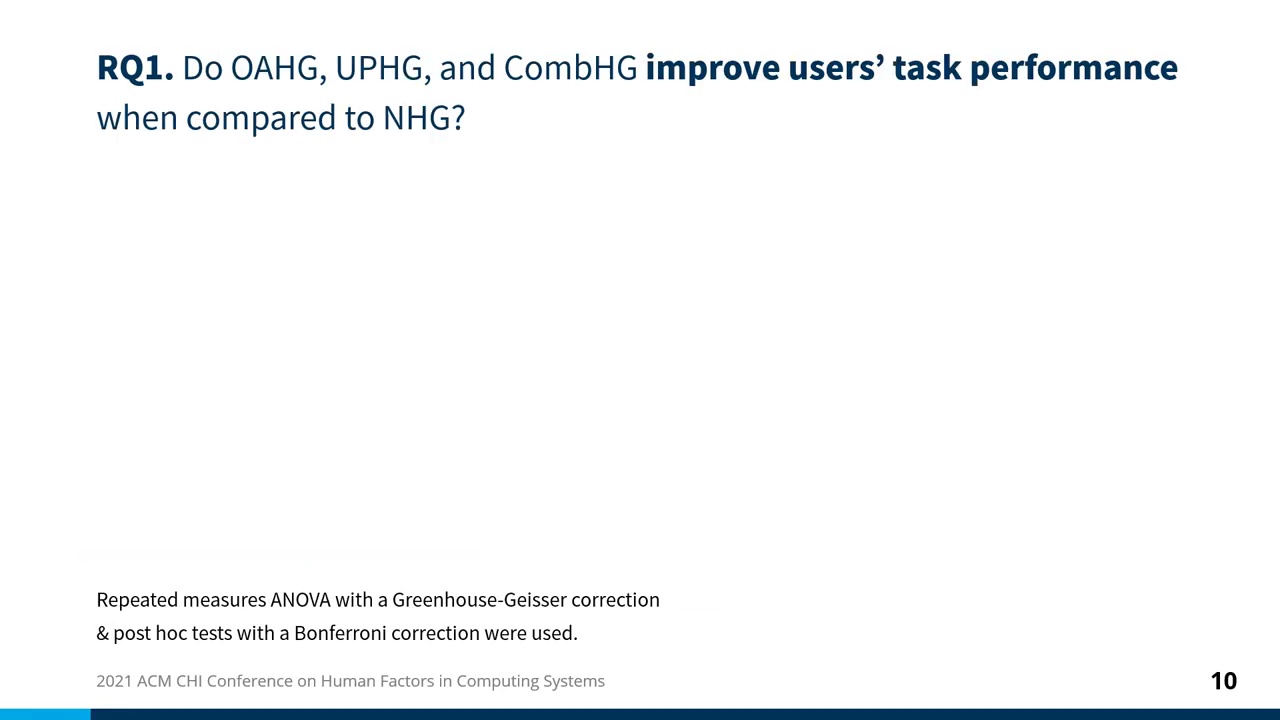 RQ1. Do OAHG, UPHG, and CombHG improve users’ task performance
when compared to NHG?
Repeated measures ANOVA with a Greenhouse-Geisser correction
& post hoc tests with a Bonferroni correction were used.
2021 ACM CHI Conference on Human Factors in Computing Systems
10